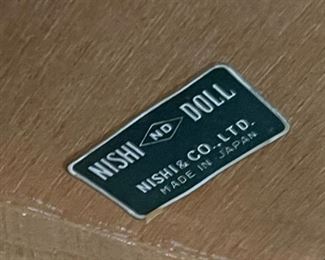 NISHI ND DOLL
NISHI & CO., LTD.
MADE IN JAPAN